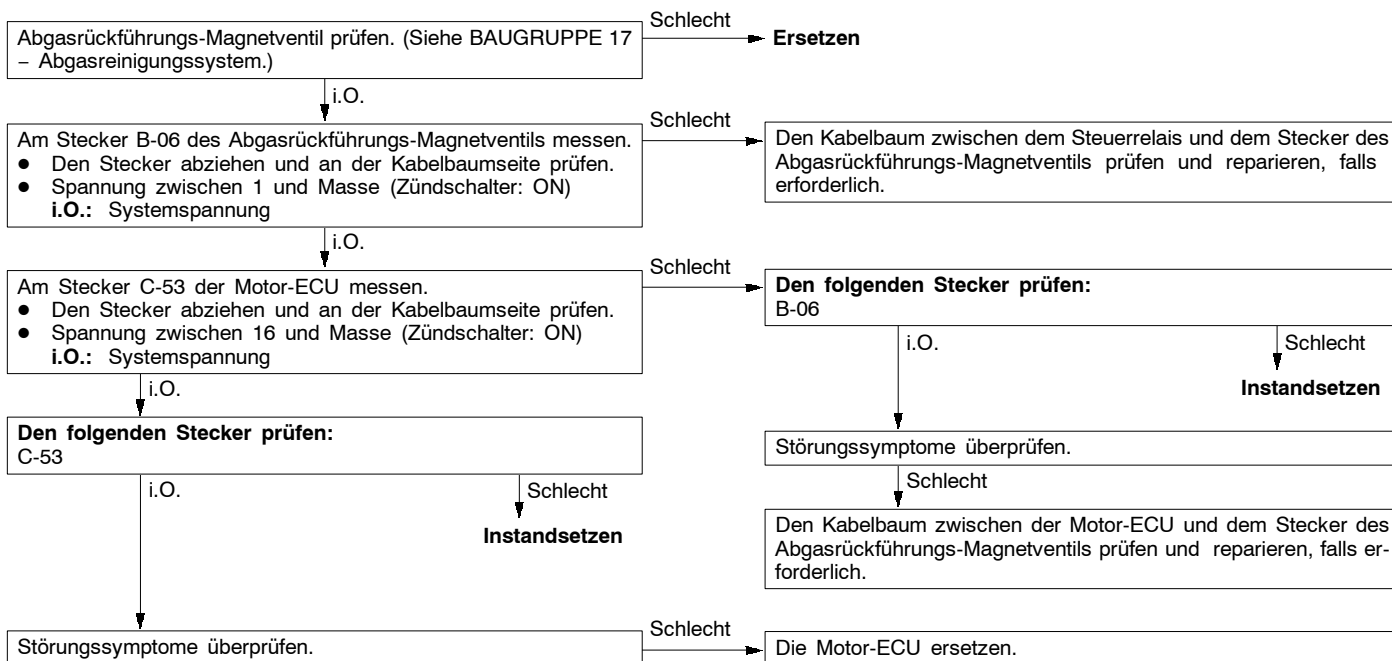 Abgasrückführungs-Magnetventil prüfen. (Siehe BAUGRUPPE 17
– Abgasreinigungssystem.)
Schlecht
Ersetzen
i.O.
Am Stecker B-06 des Abgasrückführungs-Magnetventils messen.
● Den Stecker abziehen und an der Kabelbaumseite prüfen.
● Spannung zwischen 1 und Masse (Zündschalter: ON)
i.O.: Systemspannung
Schlecht
Den Kabelbaum zwischen dem Steuerrelais und dem Stecker des
Abgasrückführungs-Magnetventils prüfen und reparieren, falls
erforderlich.
i.O.
Am Stecker C-53 der Motor-ECU messen.
● Den Stecker abziehen und an der Kabelbaumseite prüfen.
● Spannung zwischen 16 und Masse (Zündschalter: ON)
i.O.: Systemspannung
Schlecht
Den folgenden Stecker prüfen:
B-06
i.O.
Schlecht
Instandsetzen
i.O.
Den folgenden Stecker prüfen:
C-53
Störungssymptome überprüfen.
i.O.
Schlecht
Instandsetzen
Schlecht
Den Kabelbaum zwischen der Motor-ECU und dem Stecker des
Abgasrückführungs-Magnetventils prüfen und reparieren, falls er-
forderlich.
Störungssymptome überprüfen.
Schlecht
Die Motor-ECU ersetzen.